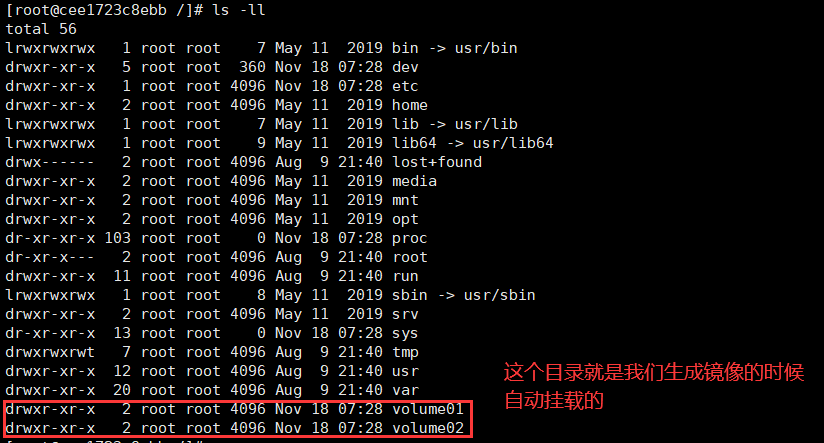 [root@cee1723c8ebb /]# ls -ll
total 56
lrwxrwxrwx   1 root root    7 May 11  2019 bin -> usr/bin
drwxr-xr-x   5 root root  360 Nov 18 07:28 dev
drwxr-xr-x   1 root root 4096 Nov 18 07:28 etc
drwxr-xr-x   2 root root 4096 May 11  2019 home
lrwxrwxrwx   1 root root    7 May 11  2019 lib -> usr/lib
lrwxrwxrwx   1 root root    9 May 11  2019 lib64 -> usr/lib64
drwx------   2 root root 4096 Aug  9 21:40 lost+found
drwxr-xr-x   2 root root 4096 May 11  2019 media
drwxr-xr-x   2 root root 4096 May 11  2019 mnt
drwxr-xr-x   2 root root 4096 May 11  2019 opt
dr-xr-xr-x 103 root root    0 Nov 18 07:28 proc
dr-xr-x---   2 root root 4096 Aug  9 21:40 root
drwxr-xr-x  11 root root 4096 Aug  9 21:40 run
lrwxrwxrwx   1 root root    8 May 11  2019 sbin -> usr/sbin
drwxr-xr-x   2 root root 4096 May 11  2019 srv
dr-xr-xr-x  13 root root    0 Nov 18 07:28 sys
drwxrwxrwt   7 root root 4096 Aug  9 21:40 tmp
drwxr-xr-x  12 root root 4096 Aug  9 21:40 usr
drwxr-xr-x  20 root root 4096 Aug  9 21:40 var
drwxr-xr-x   2 root root 4096 Nov 18 07:28 volume01
drwxr-xr-x   2 root root 4096 Nov 18 07:28 volume02
这个目录就是我们生成镜像的时候
自动挂载的